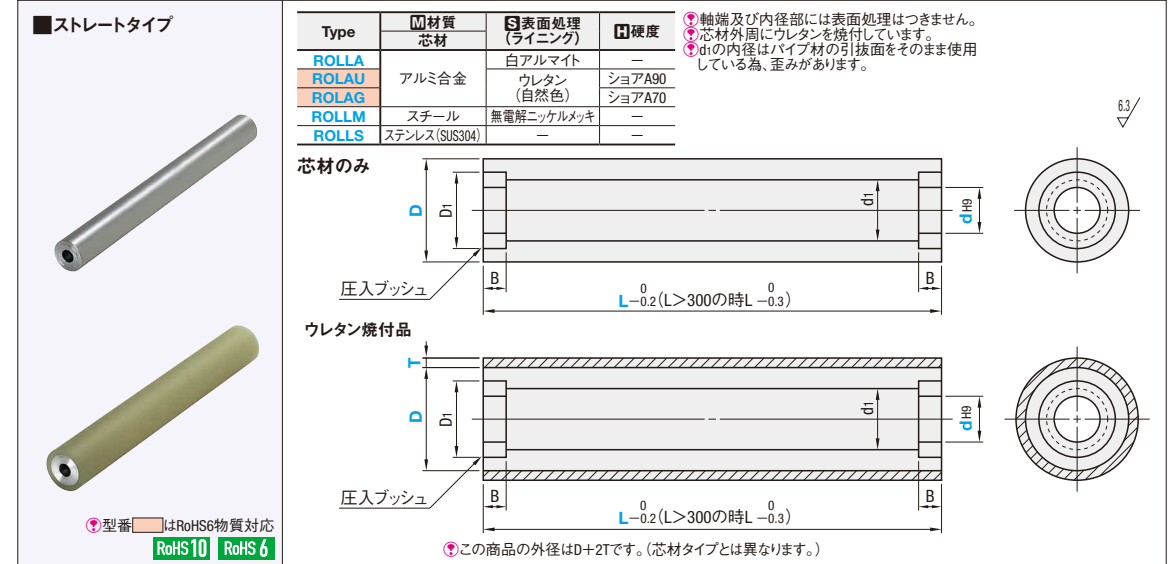 ■ストレートタイプ
Type
M材質
芯材
S表面処理
(ライニング)
H硬度
ROLLA
アルミ合金
白アルマイト
－
ROLAU
ウレタン
(自然色)
ショアA90
ROLAG
ショアA70
ROLLM
スチール
無電解ニッケルメッキ
－
ROLLS
ステンレス(SUS304)
－
－
軸端及び内径部には表面処理はつきません。
芯材外周にウレタンを焼付しています。
d1の内径はパイプ材の引抜面をそのまま使用
している為、歪みがあります。
6.3
芯材のみ
D
D1
d1
dH9
圧入ブッシュ
B
B
L 0 −0.2(L>300の時L 0 −0.3)
ウレタン焼付品
T
D
D1
d1
dH9
圧入ブッシュ
B
B
L 0 −0.2(L>300の時L 0 −0.3)
この商品の外径はD+2Tです。(芯材タイプとは異なります。)
型番 はRoHS6物質対応
RoHS10 RoHS6